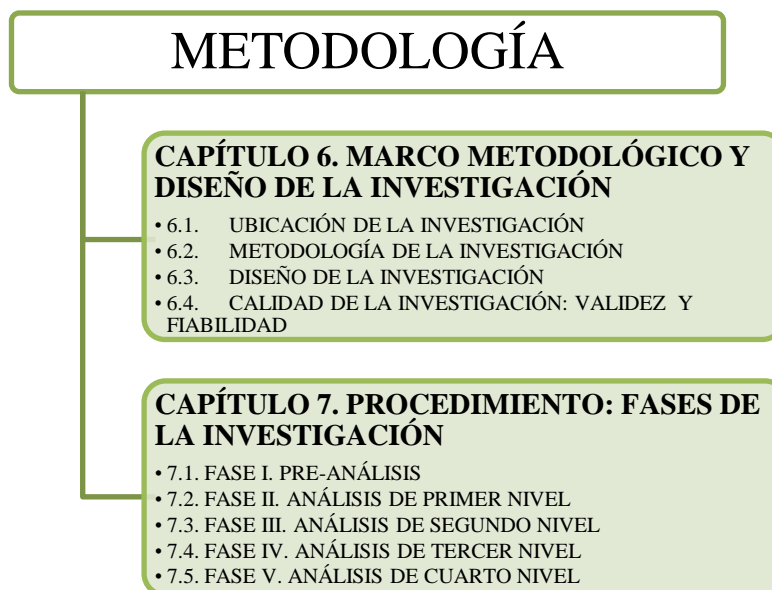 METODOLOGÍA
CAPÍTULO 6. MARCO METODOLÓGICO Y
DISEÑO DE LA INVESTIGACIÓN
• 6.1. UBICACIÓN DE LA INVESTIGACIÓN
• 6.2. METODOLOGÍA DE LA INVESTIGACIÓN
• 6.3. DISEÑO DE LA INVESTIGACIÓN
• 6.4. CALIDAD DE LA INVESTIGACIÓN: VALIDEZ Y
FIABILIDAD
CAPÍTULO 7. PROCEDIMIENTO: FASES DE
LA INVESTIGACIÓN
• 7.1. FASE I. PRE-ANÁLISIS
• 7.2. FASE II. ANÁLISIS DE PRIMER NIVEL
• 7.3. FASE III. ANÁLISIS DE SEGUNDO NIVEL
• 7.4. FASE IV. ANÁLISIS DE TERCER NIVEL
• 7.5. FASE V. ANÁLISIS DE CUARTO NIVEL